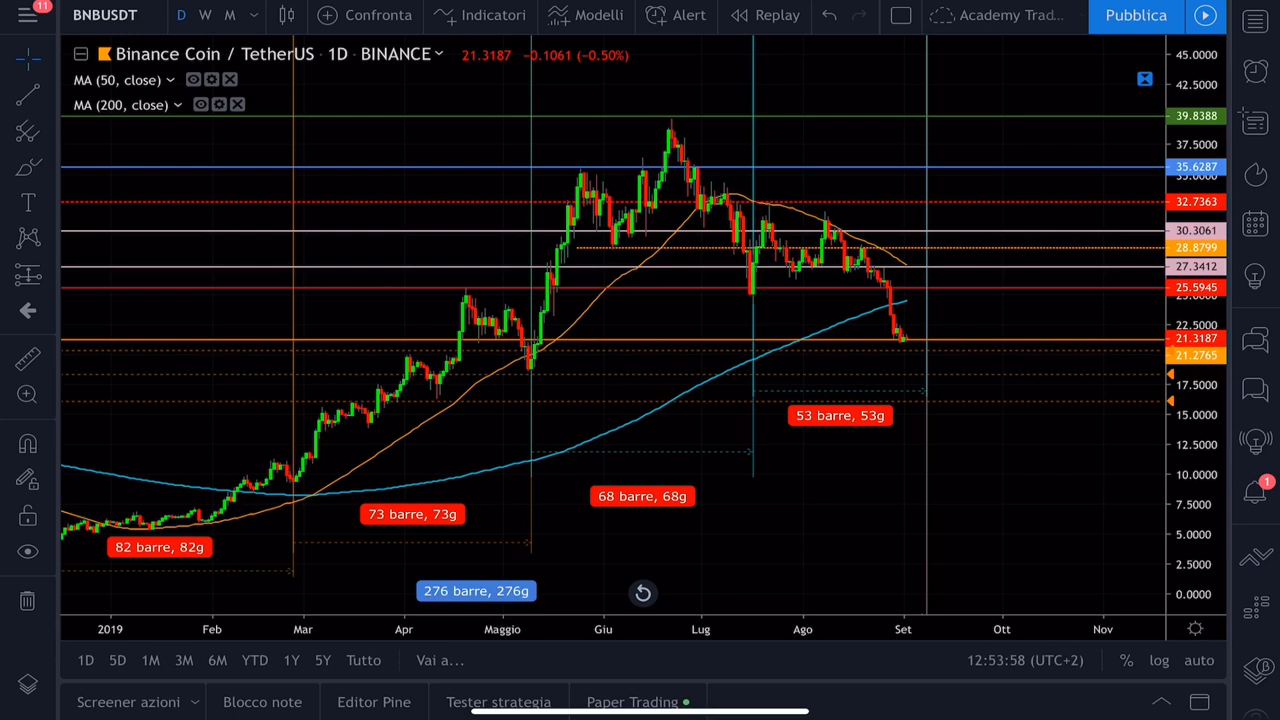 11
BNBUSDT
D W M
Confronta
Indicatori
Modelli
Alert
Replay
Academy Trad...
Pubblica
Binance Coin / TetherUS · 1D · BINANCE
21.3187 −0.1061 (−0.50%)
MA (50, close)
MA (200, close)
45.0000
42.5000
39.8388
37.5000
35.6287
35.0000
32.7363
30.3061
28.8799
27.3412
25.5945
25.0000
22.5000
21.3187
21.2765
17.5000
15.0000
12.5000
10.0000
7.5000
5.0000
2.5000
0.0000
53 barre, 53g
68 barre, 68g
73 barre, 73g
82 barre, 82g
276 barre, 276g
1
2019 Feb Mar Apr Maggio Giu Lug Ago Set Ott Nov
1D 5D 1M 3M 6M YTD 1Y 5Y Tutto Vai a...
12:53:58 (UTC+2) % log auto
Screener azioni Blocco note Editor Pine Tester strategia Paper Trading